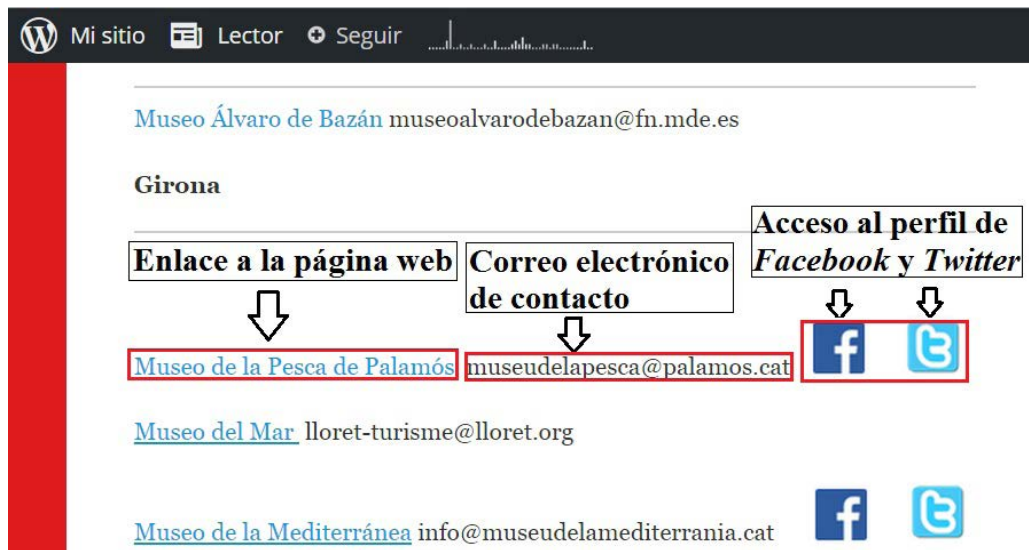 Mi sitio Lector Seguir
Museo Álvaro de Bazán museoalvarodebazan@fn.mde.es
Girona
Enlace a la página web
Correo electrónico
de contacto
Acceso al perfil de
Facebook y Twitter
Museo de la Pesca de Palamós museudelapesca@palamos.cat
Museo del Mar lloret-turisme@lloret.org
Museo de la Mediterránea info@museudelamediterrania.cat